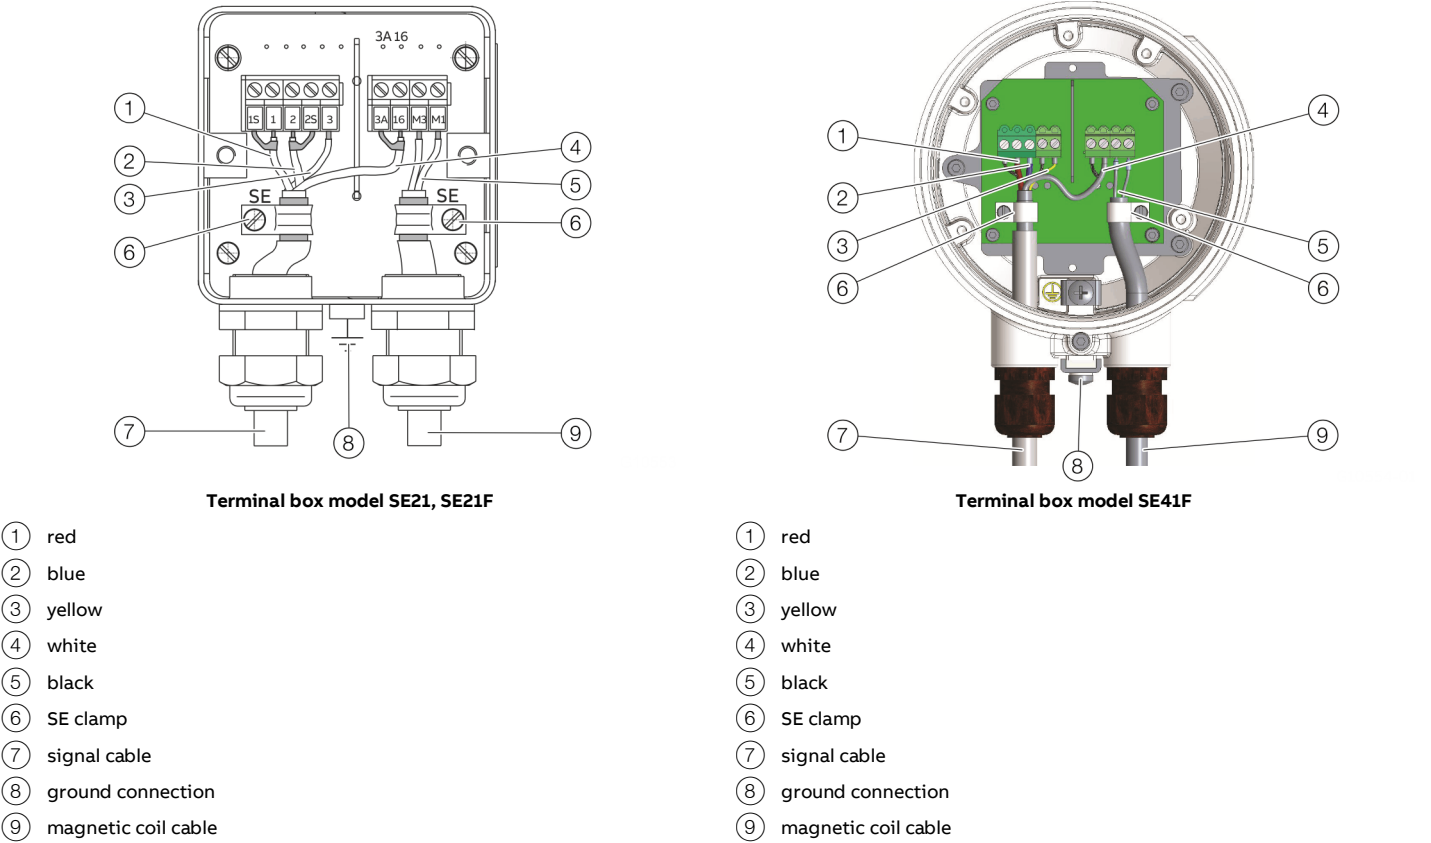 3A 16
1S 1 2 2S 3 3A 16 M3 M1
1
2
3
SE SE
6
4
5
6
7
8
9
Terminal box model SE21, SE21F
1 red
2 blue
3 yellow
4 white
5 black
6 SE clamp
7 signal cable
8 ground connection
9 magnetic coil cable
1
2
3
6
4
5
6
7
8
9
Terminal box model SE41F
1 red
2 blue
3 yellow
4 white
5 black
6 SE clamp
7 signal cable
8 ground connection
9 magnetic coil cable